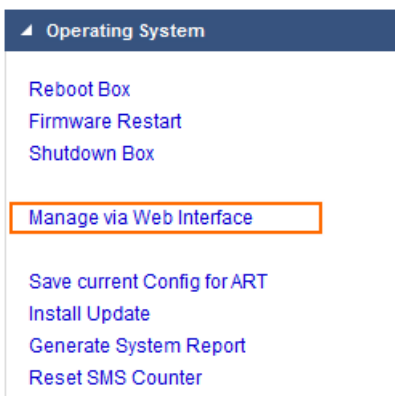 Operating System
Reboot Box
Firmware Restart
Shutdown Box
Manage via Web Interface
Save current Config for ART
Install Update
Generate System Report
Reset SMS Counter